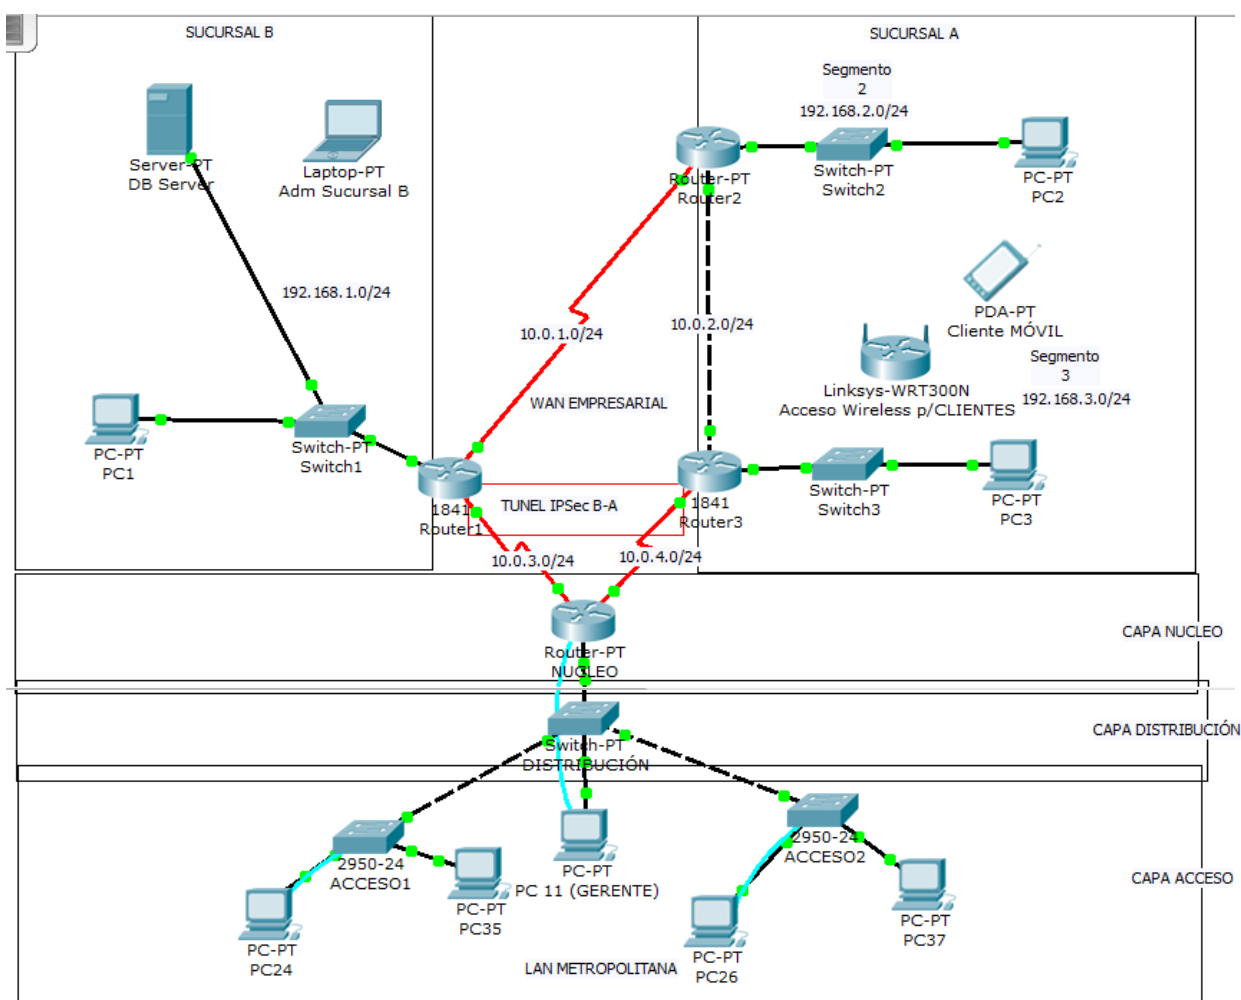 SUCURSAL B
SUCURSAL A
Segmento
2
192.168.2.0/24
Server-PT
DB Server
Laptop-PT
Adm Sucursal B
Router-PT
Router2
Switch-PT
Switch2
PC-PT
PC2
192.168.1.0/24
10.0.1.0/24
10.0.2.0/24
PDA-PT
Cliente MÓVIL
Segmento
3
192.168.3.0/24
Linksys-WRT300N
Acceso Wireless p/CLIENTES
WAN EMPRESARIAL
PC-PT
PC1
Switch-PT
Switch1
1841
Router1
TUNEL IPSec B-A
1841
Router3
Switch-PT
Switch3
PC-PT
PC3
10.0.3.0/24
10.0.4.0/24
CAPA NUCLEO
Router-PT
NUCLEO
CAPA DISTRIBUCIÓN
Switch-PT
DISTRIBUCIÓN
2950-24
ACCESO1
PC-PT
PC 11 (GERENTE)
2950-24
ACCESO2
CAPA ACCESO
PC-PT
PC35
PC-PT
PC37
PC-PT
PC24
PC-PT
PC26
LAN METROPOLITANA